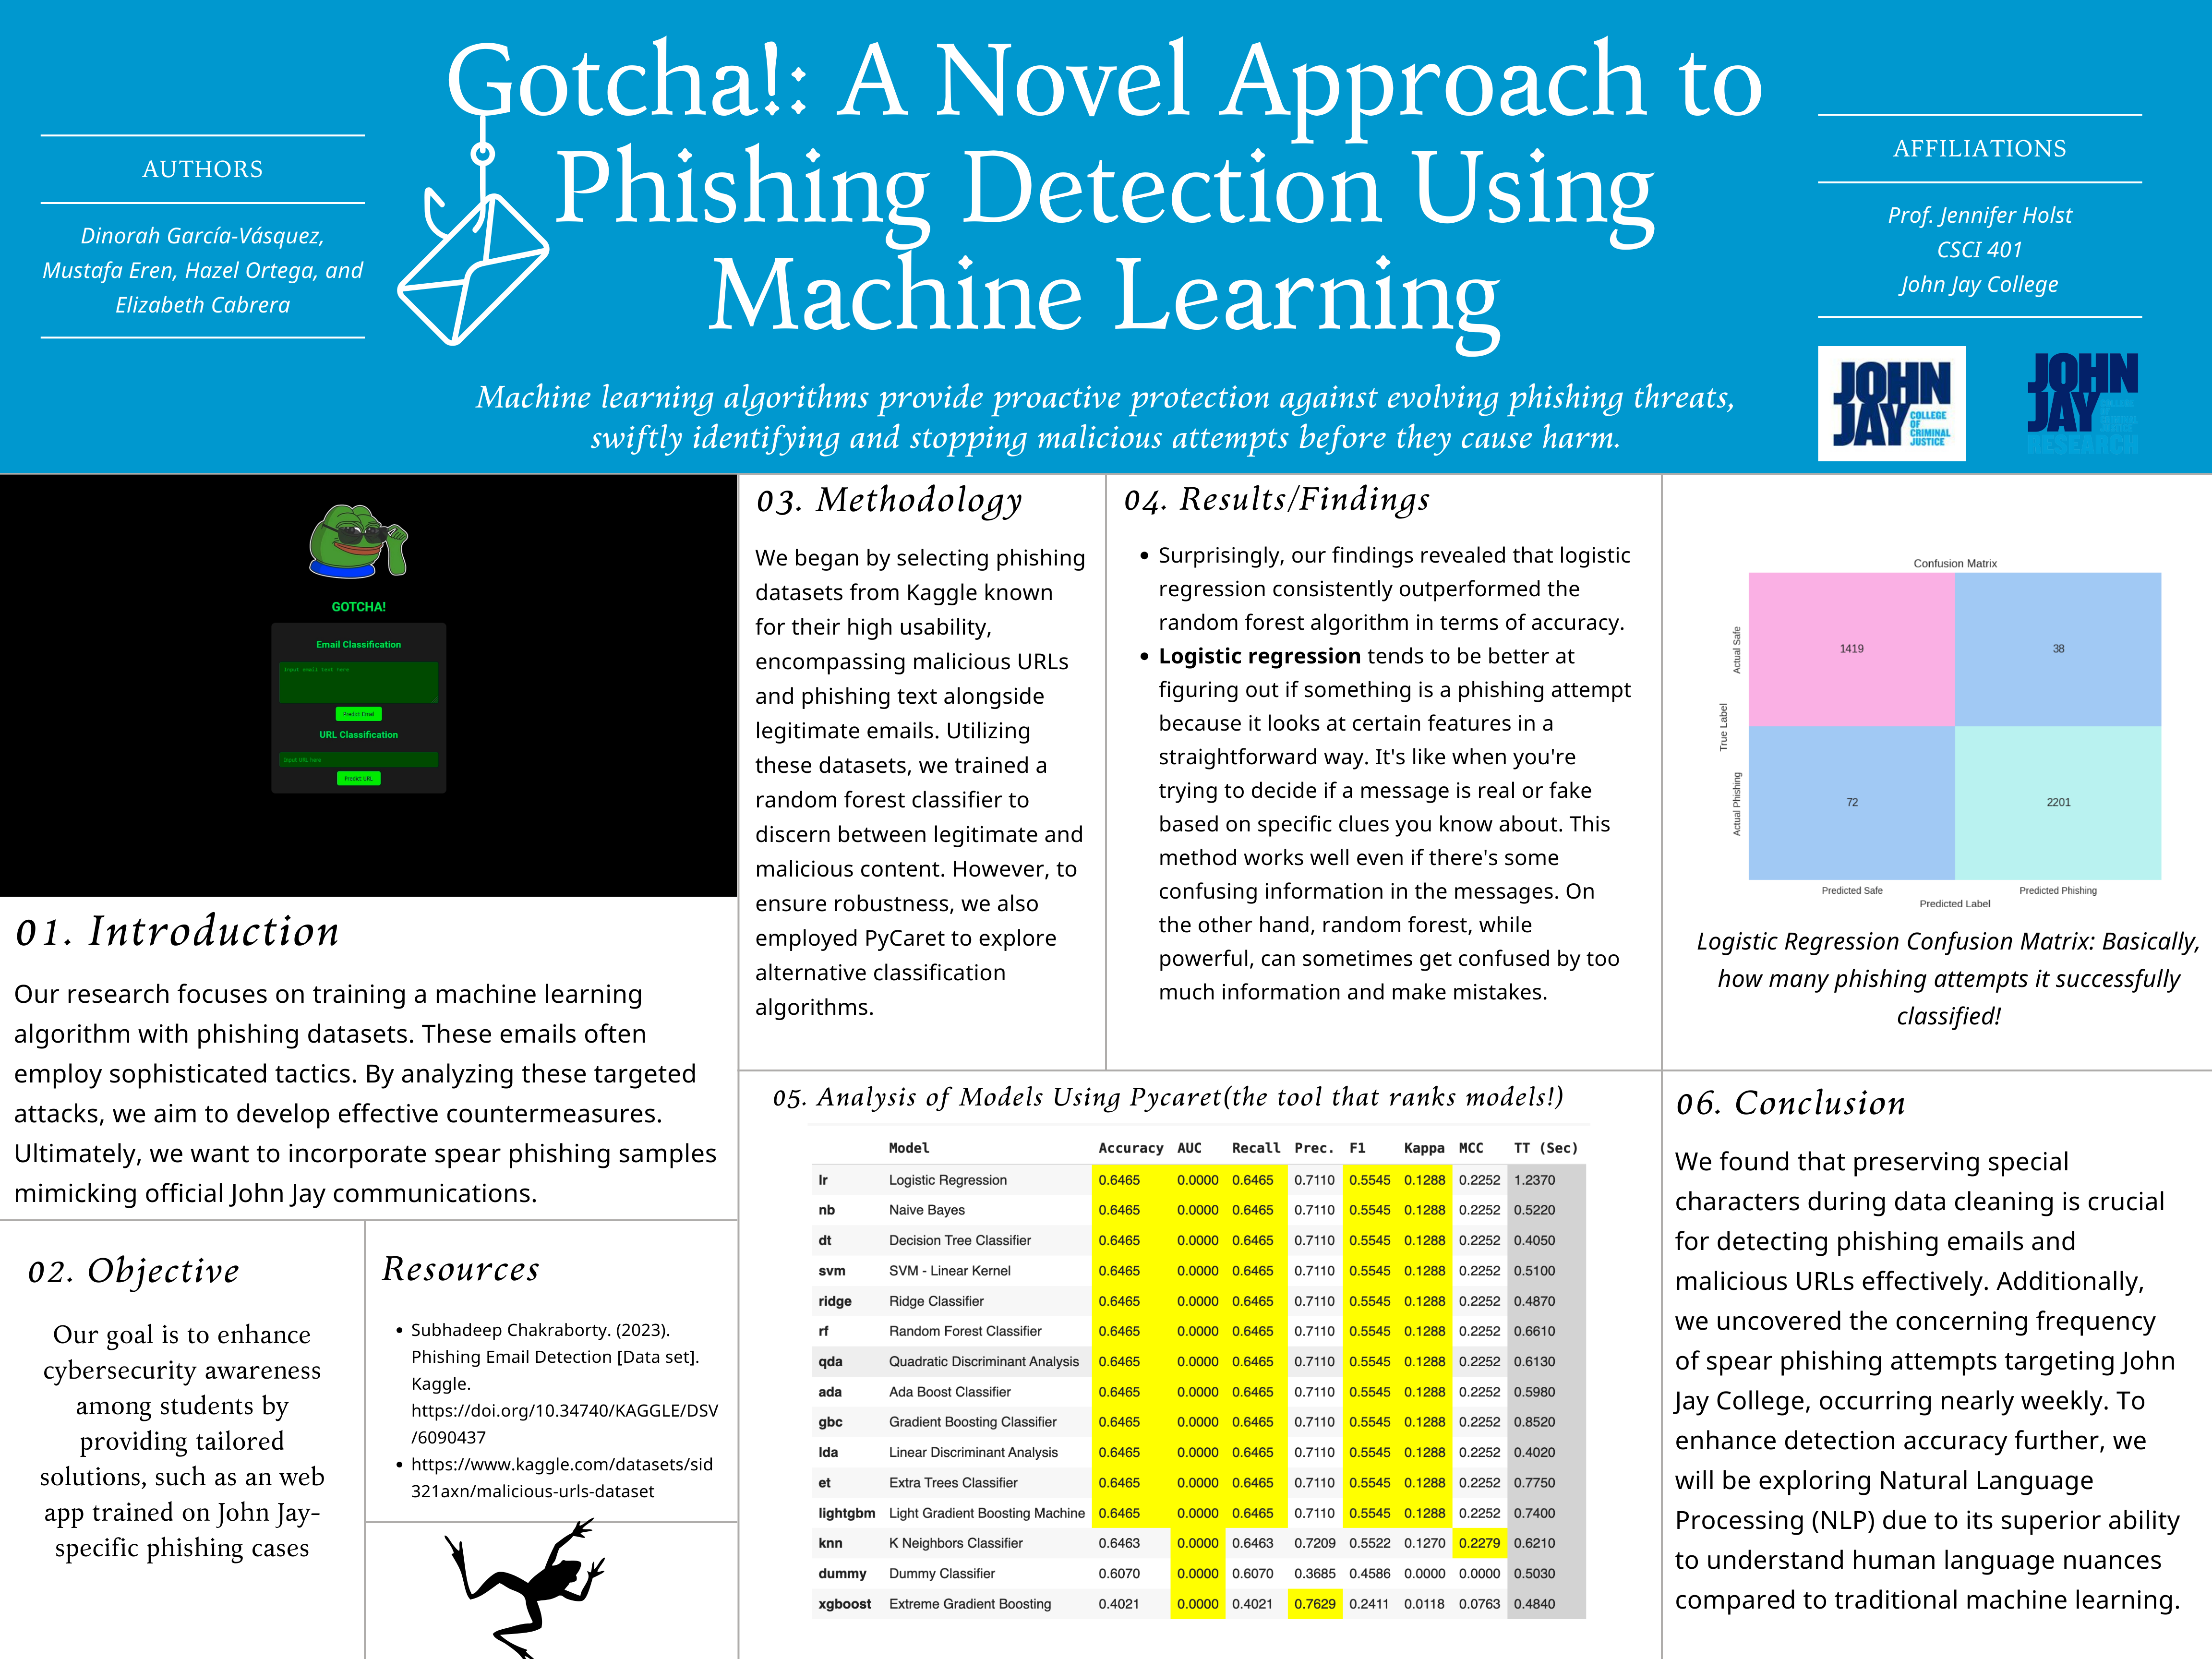 Gotcha!: A Novel Approach to
Phishing Detection Using
Machine Learning
Machine learning algorithms provide proactive protection against evolving phishing threats,
swiftly identifying and stopping malicious attempts before they cause harm.
AUTHORS
Dinorah García-Vásquez,
Mustafa Eren, Hazel Ortega, and
Elizabeth Cabrera
AFFILIATIONS
Prof. Jennifer Holst
CSCI 401
John Jay College
JOHN
JAY
COLLEGE
OF
CRIMINAL
JUSTICE
JOHN
JAY
COLLEGE
OF
CRIMINAL
JUSTICE
RESEARCH
GOTCHA!
Email Classification
Input email text here
Predict Email
URL Classification
Input URL here
Predict URL
01. Introduction
Our research focuses on training a machine learning
algorithm with phishing datasets. These emails often
employ sophisticated tactics. By analyzing these targeted
attacks, we aim to develop effective countermeasures.
Ultimately, we want to incorporate spear phishing samples
mimicking official John Jay communications.
02. Objective
Our goal is to enhance
cybersecurity awareness
among students by
providing tailored
solutions, such as an web
app trained on John Jay-
specific phishing cases
Resources
• Subhadeep Chakraborty. (2023).
Phishing Email Detection [Data set].
Kaggle.
https://doi.org/10.34740/KAGGLE/DSV
/6090437
• https://www.kaggle.com/datasets/sid
321axn/malicious-urls-dataset
03. Methodology
We began by selecting phishing
datasets from Kaggle known
for their high usability,
encompassing malicious URLs
and phishing text alongside
legitimate emails. Utilizing
these datasets, we trained a
random forest classifier to
discern between legitimate and
malicious content. However, to
ensure robustness, we also
employed PyCaret to explore
alternative classification
algorithms.
04. Results/Findings
• Surprisingly, our findings revealed that logistic
regression consistently outperformed the
random forest algorithm in terms of accuracy.
• Logistic regression tends to be better at
figuring out if something is a phishing attempt
because it looks at certain features in a
straightforward way. It's like when you're
trying to decide if a message is real or fake
based on specific clues you know about. This
method works well even if there's some
confusing information in the messages. On
the other hand, random forest, while
powerful, can sometimes get confused by too
much information and make mistakes.
Confusion Matrix
True Label
Actual Safe
1419 38
Actual Phishing
72 2201
Predicted Safe Predicted Phishing
Predicted Label
Logistic Regression Confusion Matrix: Basically,
how many phishing attempts it successfully
classified!
05. Analysis of Models Using Pycaret(the tool that ranks models!)
Model Accuracy AUC Recall Prec. F1 Kappa MCC TT (Sec)
lr Logistic Regression 0.6465 0.0000 0.6465 0.7110 0.5545 0.1288 0.2252 1.2370
nb Naive Bayes 0.6465 0.0000 0.6465 0.7110 0.5545 0.1288 0.2252 0.5220
dt Decision Tree Classifier 0.6465 0.0000 0.6465 0.7110 0.5545 0.1288 0.2252 0.4050
svm SVM - Linear Kernel 0.6465 0.0000 0.6465 0.7110 0.5545 0.1288 0.2252 0.5100
ridge Ridge Classifier 0.6465 0.0000 0.6465 0.7110 0.5545 0.1288 0.2252 0.4870
rf Random Forest Classifier 0.6465 0.0000 0.6465 0.7110 0.5545 0.1288 0.2252 0.6610
qda Quadratic Discriminant Analysis 0.6465 0.0000 0.6465 0.7110 0.5545 0.1288 0.2252 0.6130
ada Ada Boost Classifier 0.6465 0.0000 0.6465 0.7110 0.5545 0.1288 0.2252 0.5980
gbc Gradient Boosting Classifier 0.6465 0.0000 0.6465 0.7110 0.5545 0.1288 0.2252 0.8520
lda Linear Discriminant Analysis 0.6465 0.0000 0.6465 0.7110 0.5545 0.1288 0.2252 0.4020
et Extra Trees Classifier 0.6465 0.0000 0.6465 0.7110 0.5545 0.1288 0.2252 0.7750
lightgbm Light Gradient Boosting Machine 0.6465 0.0000 0.6465 0.7110 0.5545 0.1288 0.2252 0.7400
knn K Neighbors Classifier 0.6463 0.0000 0.6463 0.7209 0.5522 0.1270 0.2279 0.6210
dummy Dummy Classifier 0.6070 0.0000 0.6070 0.3685 0.4586 0.0000 0.0000 0.5030
xgboost Extreme Gradient Boosting 0.4021 0.0000 0.4021 0.7629 0.2411 0.0118 0.0763 0.4840
06. Conclusion
We found that preserving special
characters during data cleaning is crucial
for detecting phishing emails and
malicious URLs effectively. Additionally,
we uncovered the concerning frequency
of spear phishing attempts targeting John
Jay College, occurring nearly weekly. To
enhance detection accuracy further, we
will be exploring Natural Language
Processing (NLP) due to its superior ability
to understand human language nuances
compared to traditional machine learning.